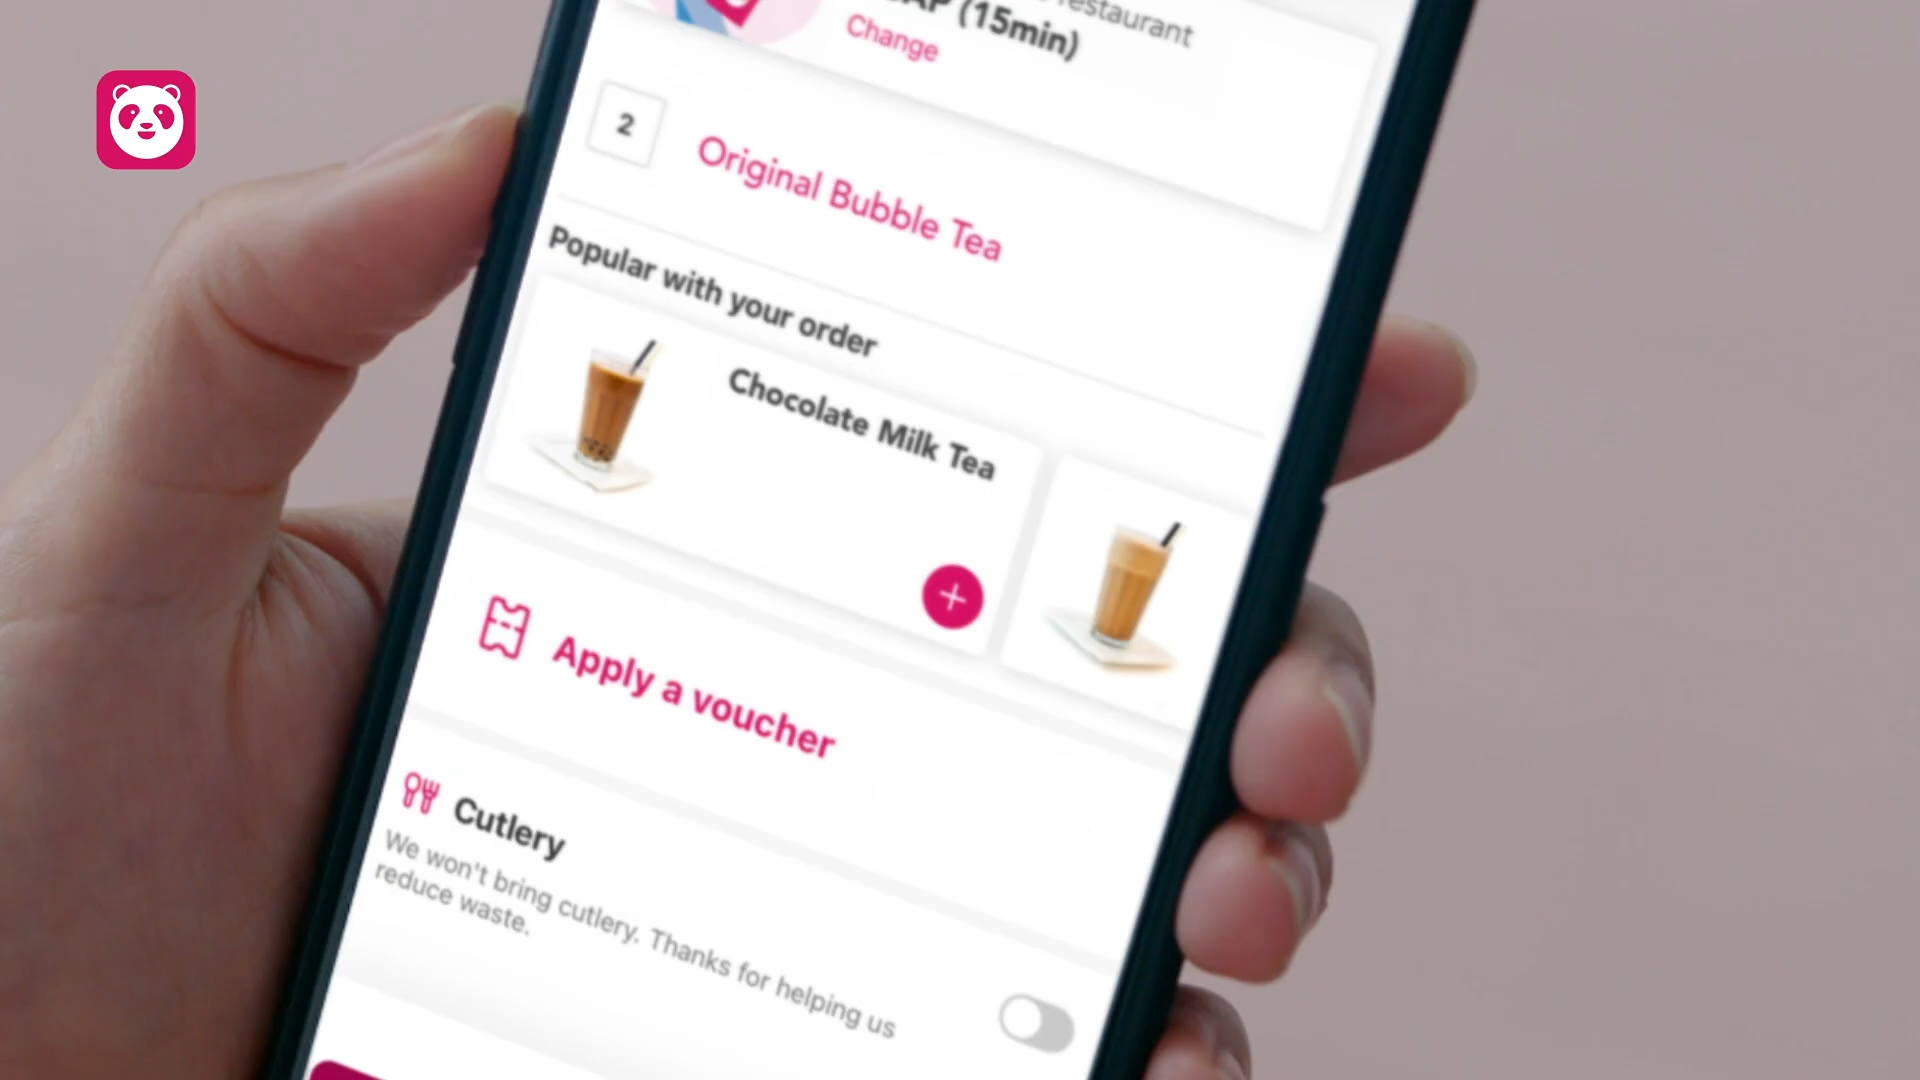 restaurant
(15min)
Change
2
Original Bubble Tea
Popular with your order
Chocolate Milk Tea
Apply a voucher
Cutlery
We won't bring cutlery. Thanks for helping us
reduce waste.